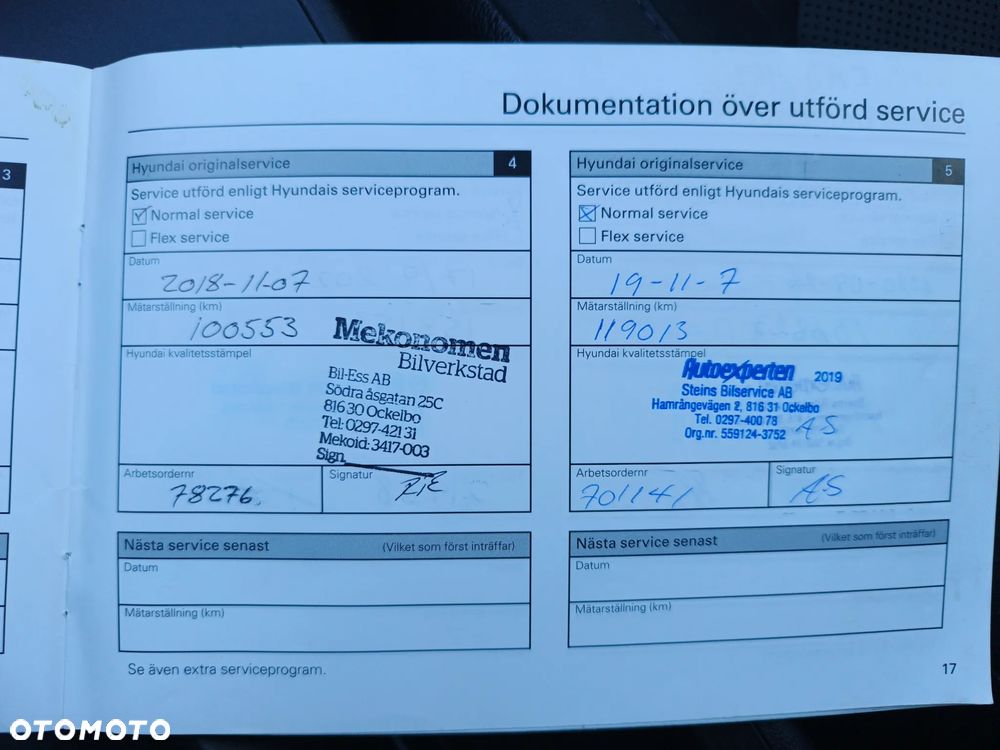 Dokumentation över utförd service
3
Hyundai originalservice 4
Service utförd enligt Hyundais serviceprogram.
Normal service
Flex service
Datum
2018-11-07
Mätarställning (km)
100553
Hyundai kvalitetsstämpel
Mekonomen
Bilverkstad
Bil-Ess AB
Södra åsgatan 25C
816 30 Ockelbo
Tel: 0297-421 31
Mekoid: 3417-003
Sign
Arbetsordernr
78276
Signatur
Nästa service senast (Vilket som först inträffar)
Datum
Mätarställning (km)
Se även extra serviceprogram.
Hyundai originalservice 5
Service utförd enligt Hyundais serviceprogram.
Normal service
Flex service
Datum
19-11-7
Mätarställning (km)
119013
Hyundai kvalitetsstämpel
Autoexperten 2019
Steins Bilservice AB
Hamrångevägen 2, 816 31 Ockelbo
Tel. 0297-400 78
Org.nr. 559124-3752 AS
Arbetsordernr
701141
Signatur
AS
Nästa service senast (Vilket som först inträffar)
Datum
Mätarställning (km)
17
OTOMOTO